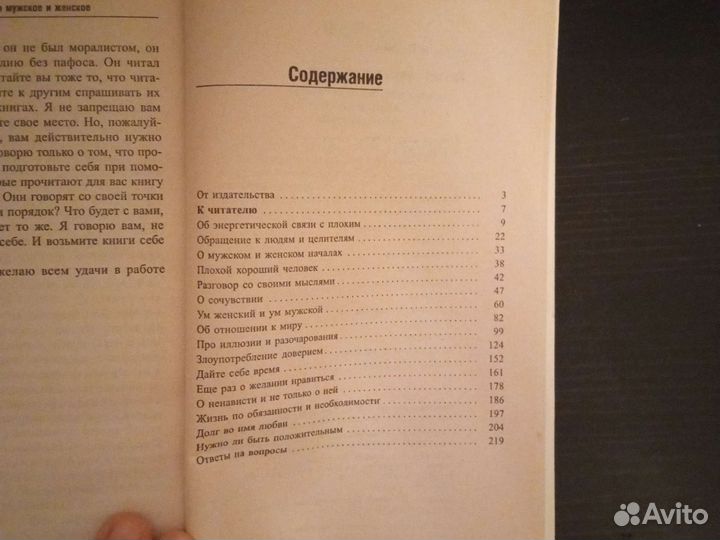 о мужское и женское
он не был моралистом, он
дию без пафоса. Он читал
тайте вы тоже то, что чита-
те к другим спрашивать их
книгах. Я не запрещаю вам
те свое место. Но, пожалуй-
, вам действительно нужно
оворю только о том, что про-
подготовьте себя при помо-
рые прочитают для вас книгу
Они говорят со своей точки
и порядок? Что будет с вами,
ет то же. Я говорю вам, не
себе. И возьмите книги себе
желаю всем удачи в работе
Содержание
От издательства 3
К читателю 7
Об энергетической связи с плохим 9
Обращение к людям и целителям 22
О мужском и женском началах 33
Плохой хороший человек 38
Разговор со своими мыслями 42
О сочувствии 47
Ум женский и ум мужской 60
Об отношении к миру 82
Про иллюзии и разочарования 99
Злоупотребление доверием 124
Дайте себе время 152
Еще раз о желании нравиться 161
О ненависти и не только о ней 178
Жизнь по обязанности и необходимости 186
Долг во имя любви 197
Нужно ли быть положительным 204
Ответы на вопросы 219
Avito